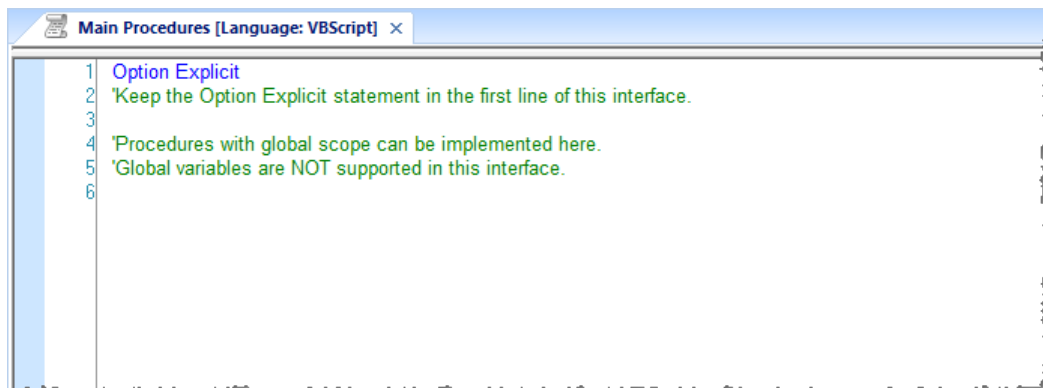 Main Procedures [Language: VBScript] ×
1 Option Explicit
2 'Keep the Option Explicit statement in the first line of this interface.
3
4 'Procedures with global scope can be implemented here.
5 'Global variables are NOT supported in this interface.
6